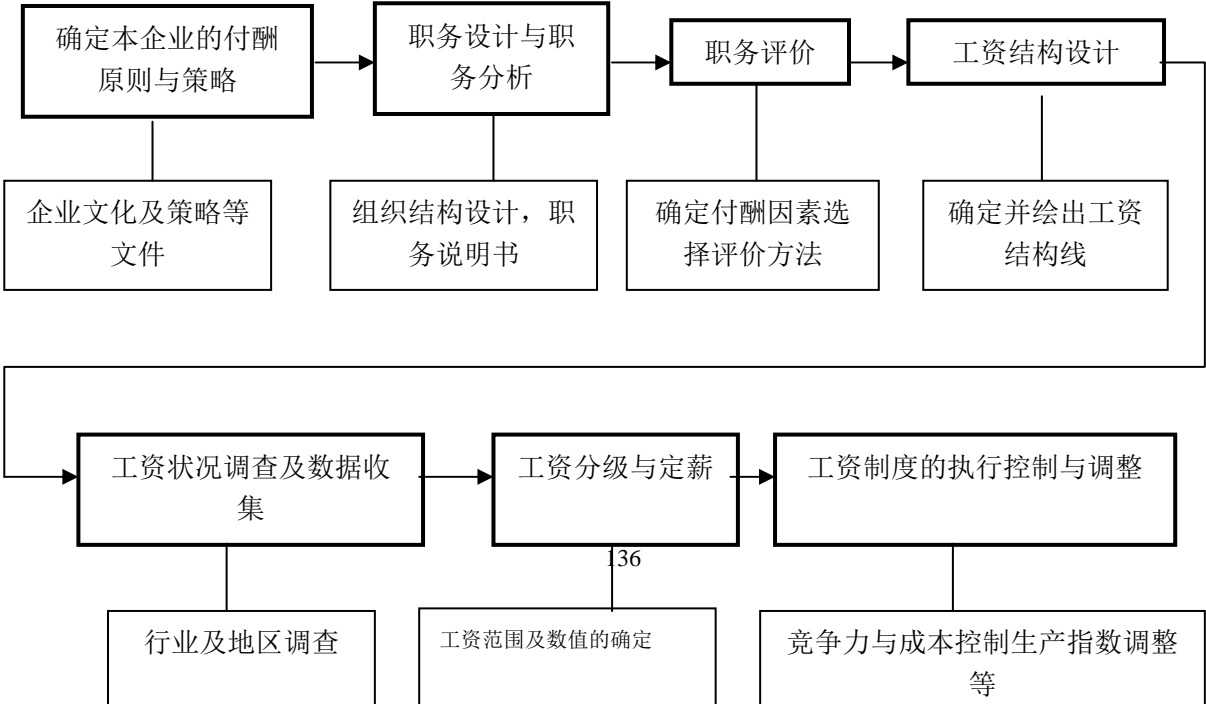 确定本企业的付酬
原则与策略
职务设计与职
务分析
职务评价
工资结构设计
企业文化及策略等
文件
组织结构设计，职
务说明书
确定付酬因素选
择评价方法
确定并绘出工资
结构线
工资状况调查及数据收
集
工资分级与定薪
工资制度的执行控制与调整
136
行业及地区调查
工资范围及数值的确定
竞争力与成本控制生产指数调整
等